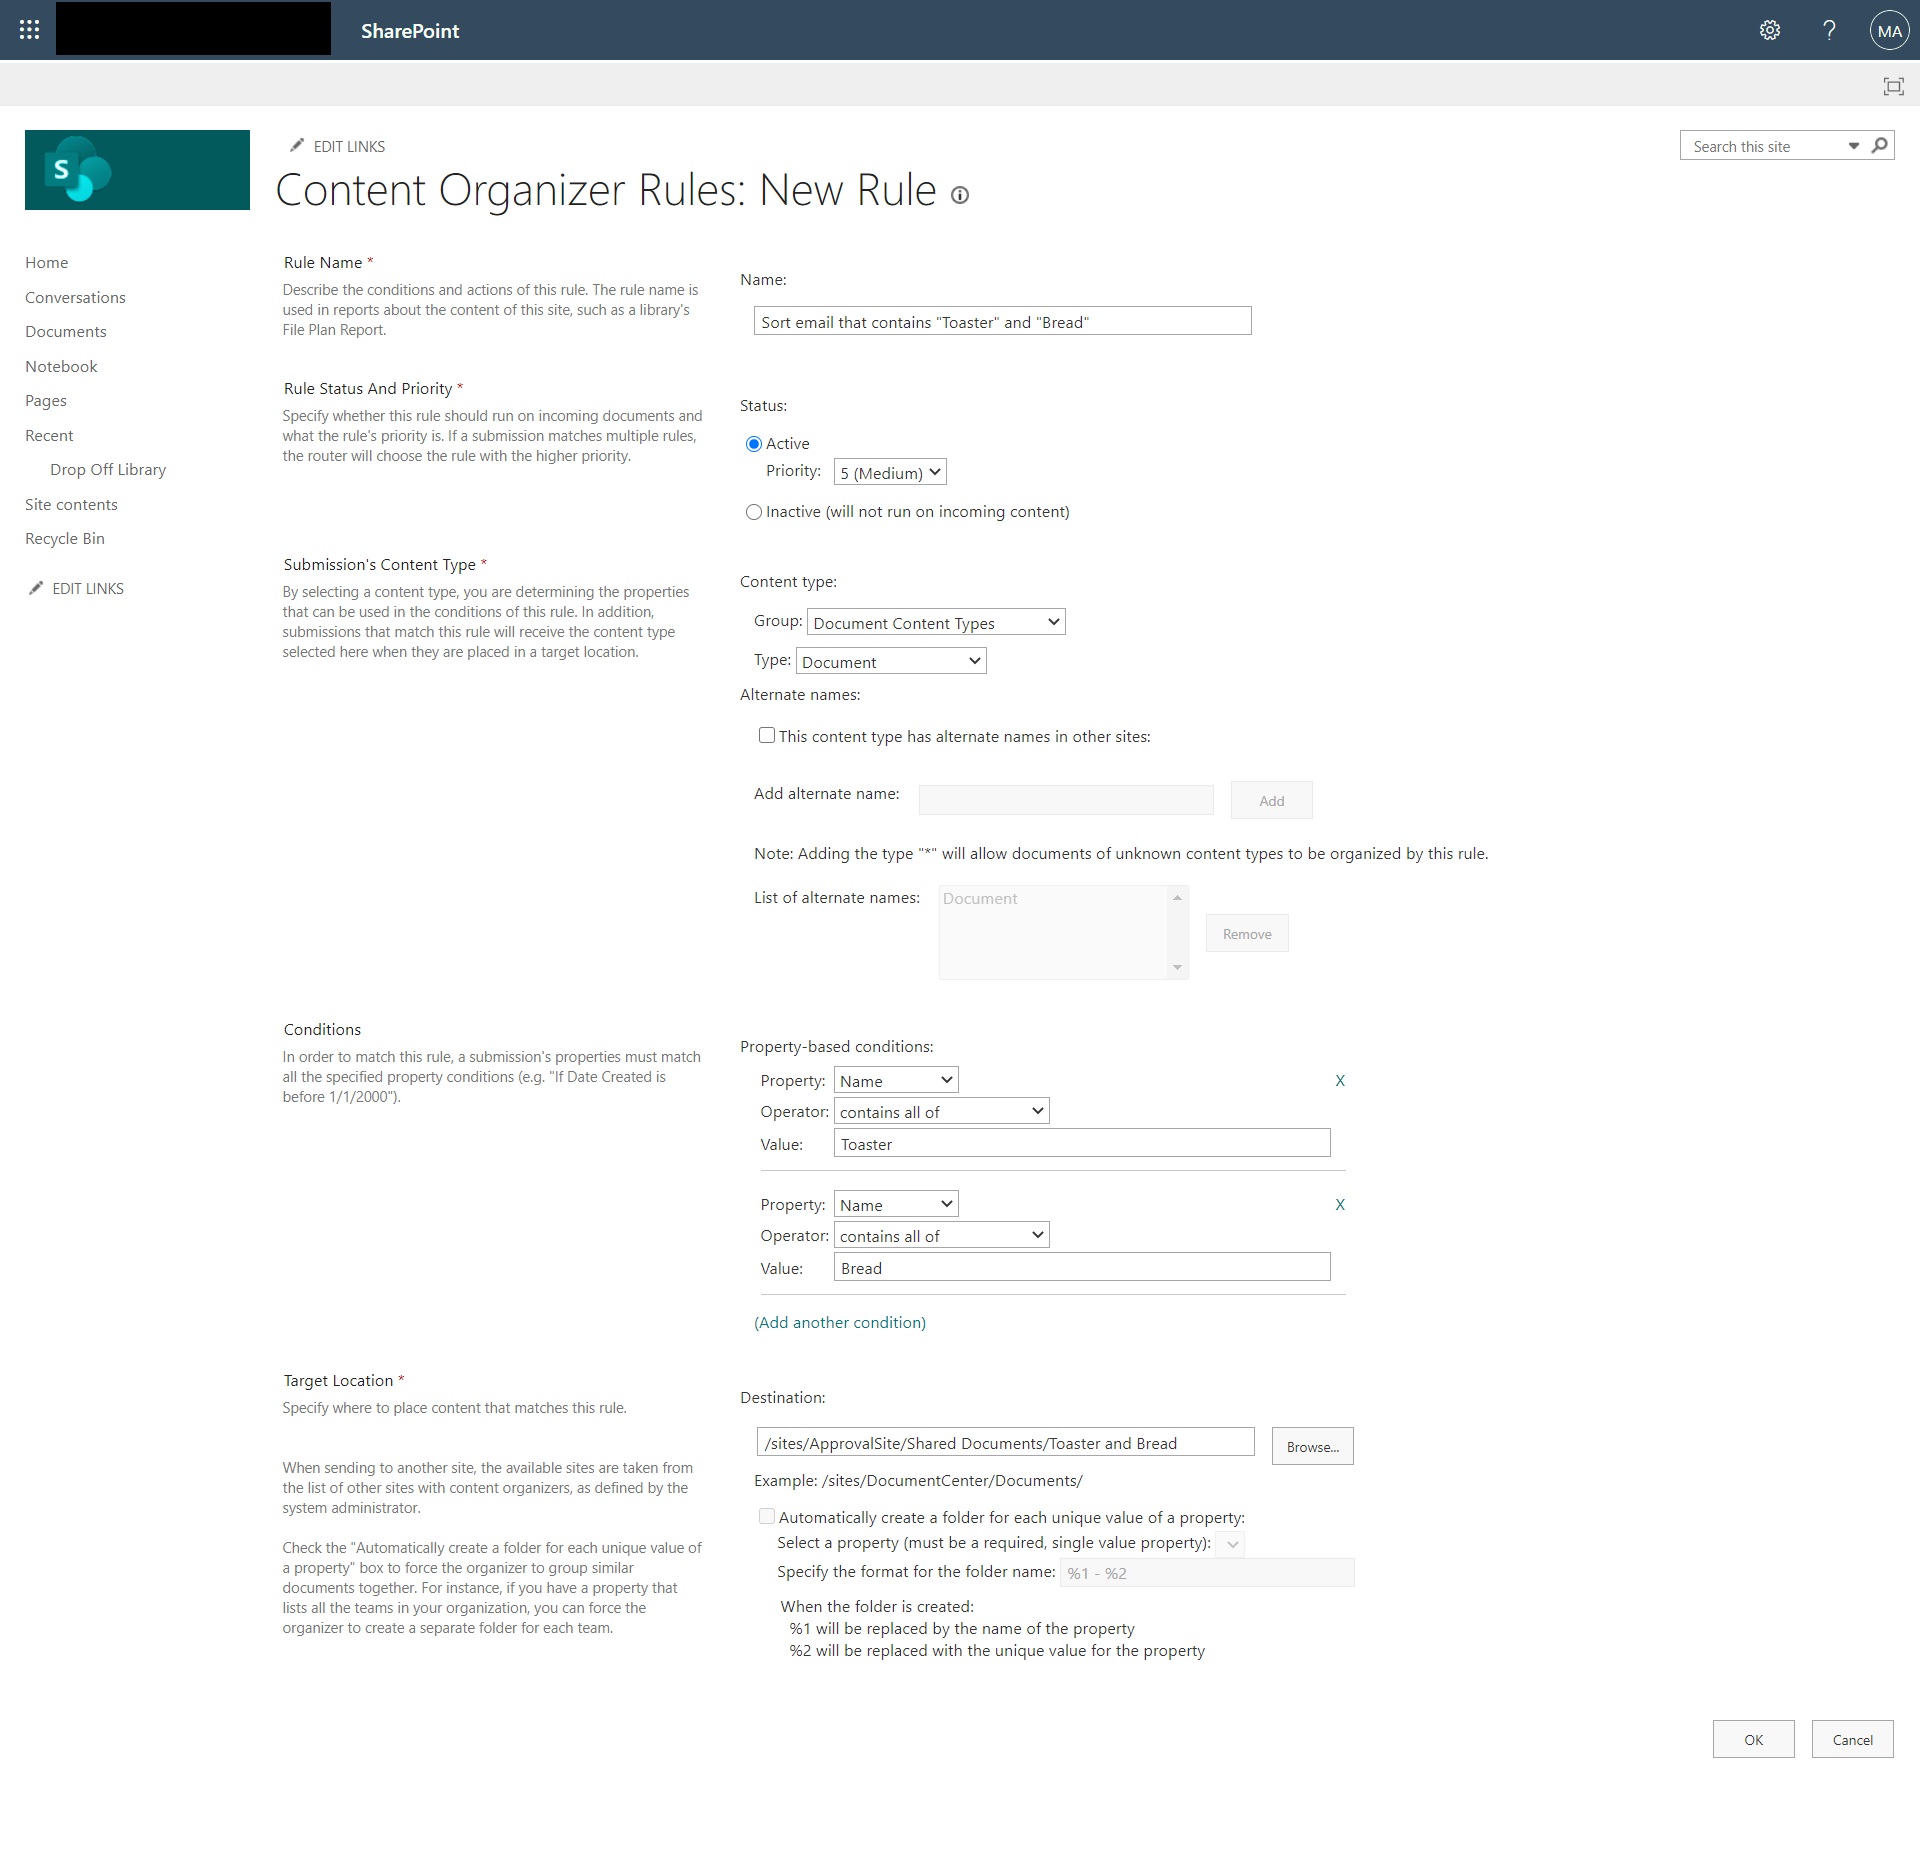 SharePoint
?
MA
S
EDIT LINKS
Search this site
Content Organizer Rules: New Rule
Home
Conversations
Documents
Notebook
Pages
Recent
Drop Off Library
Site contents
Recycle Bin
EDIT LINKS
Rule Name *
Describe the conditions and actions of this rule. The rule name is
used in reports about the content of this site, such as a library's
File Plan Report.
Name:
Sort email that contains "Toaster" and "Bread"
Rule Status And Priority *
Specify whether this rule should run on incoming documents and
what the rule's priority is. If a submission matches multiple rules,
the router will choose the rule with the higher priority.
Status:
Active
Priority: 5 (Medium)
Inactive (will not run on incoming content)
Submission's Content Type *
By selecting a content type, you are determining the properties
that can be used in the conditions of this rule. In addition,
submissions that match this rule will receive the content type
selected here when they are placed in a target location.
Content type:
Group: Document Content Types
Type: Document
Alternate names:
This content type has alternate names in other sites:
Add alternate name:
Add
Note: Adding the type "*" will allow documents of unknown content types to be organized by this rule.
List of alternate names: Document
Remove
Conditions
In order to match this rule, a submission's properties must match
all the specified property conditions (e.g. "If Date Created is
before 1/1/2000").
Property-based conditions:
Property: Name X
Operator: contains all of
Value: Toaster
Property: Name X
Operator: contains all of
Value: Bread
(Add another condition)
Target Location *
Specify where to place content that matches this rule.
When sending to another site, the available sites are taken from
the list of other sites with content organizers, as defined by the
system administrator.
Check the "Automatically create a folder for each unique value of
a property" box to force the organizer to group similar
documents together. For instance, if you have a property that
lists all the teams in your organization, you can force the
organizer to create a separate folder for each team.
Destination:
/sites/ApprovalSite/Shared Documents/Toaster and Bread
Browse...
Example: /sites/DocumentCenter/Documents/
Automatically create a folder for each unique value of a property:
Select a property (must be a required, single value property):
Specify the format for the folder name: %1 - %2
When the folder is created:
%1 will be replaced by the name of the property
%2 will be replaced with the unique value for the property
OK
Cancel